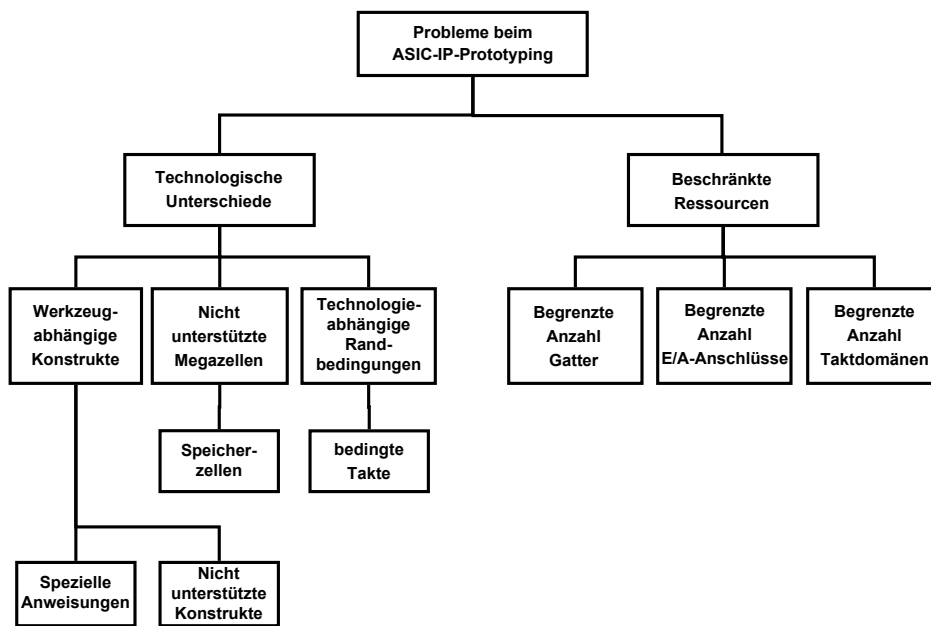 Probleme beim
ASIC-IP-Prototyping
Technologische
Unterschiede
Beschränkte
Ressourcen
Werkzeug-
abhängige
Konstrukte
Nicht
unterstützte
Megazellen
Technologie-
abhängige
Rand-
bedingungen
Begrenzte
Anzahl
Gatter
Begrenzte
Anzahl
E/A-Anschlüsse
Begrenzte
Anzahl
Taktdomänen
Speicher-
zellen
bedingte
Takte
Spezielle
Anweisungen
Nicht
unterstützte
Konstrukte